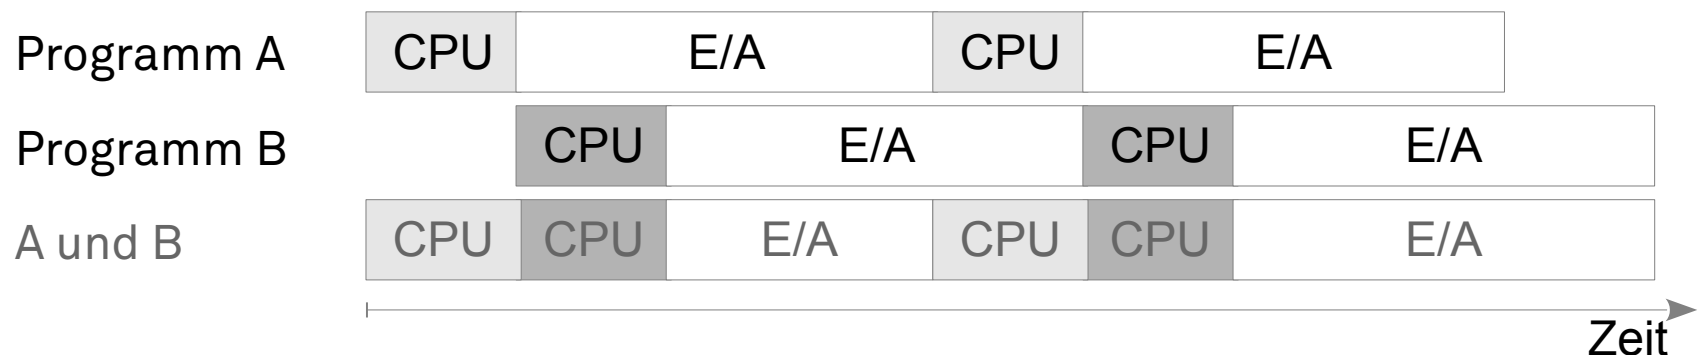 Programm A CPU E/A CPU E/A
Programm B CPU E/A CPU E/A
A und B CPU CPU E/A CPU CPU E/A
Zeit